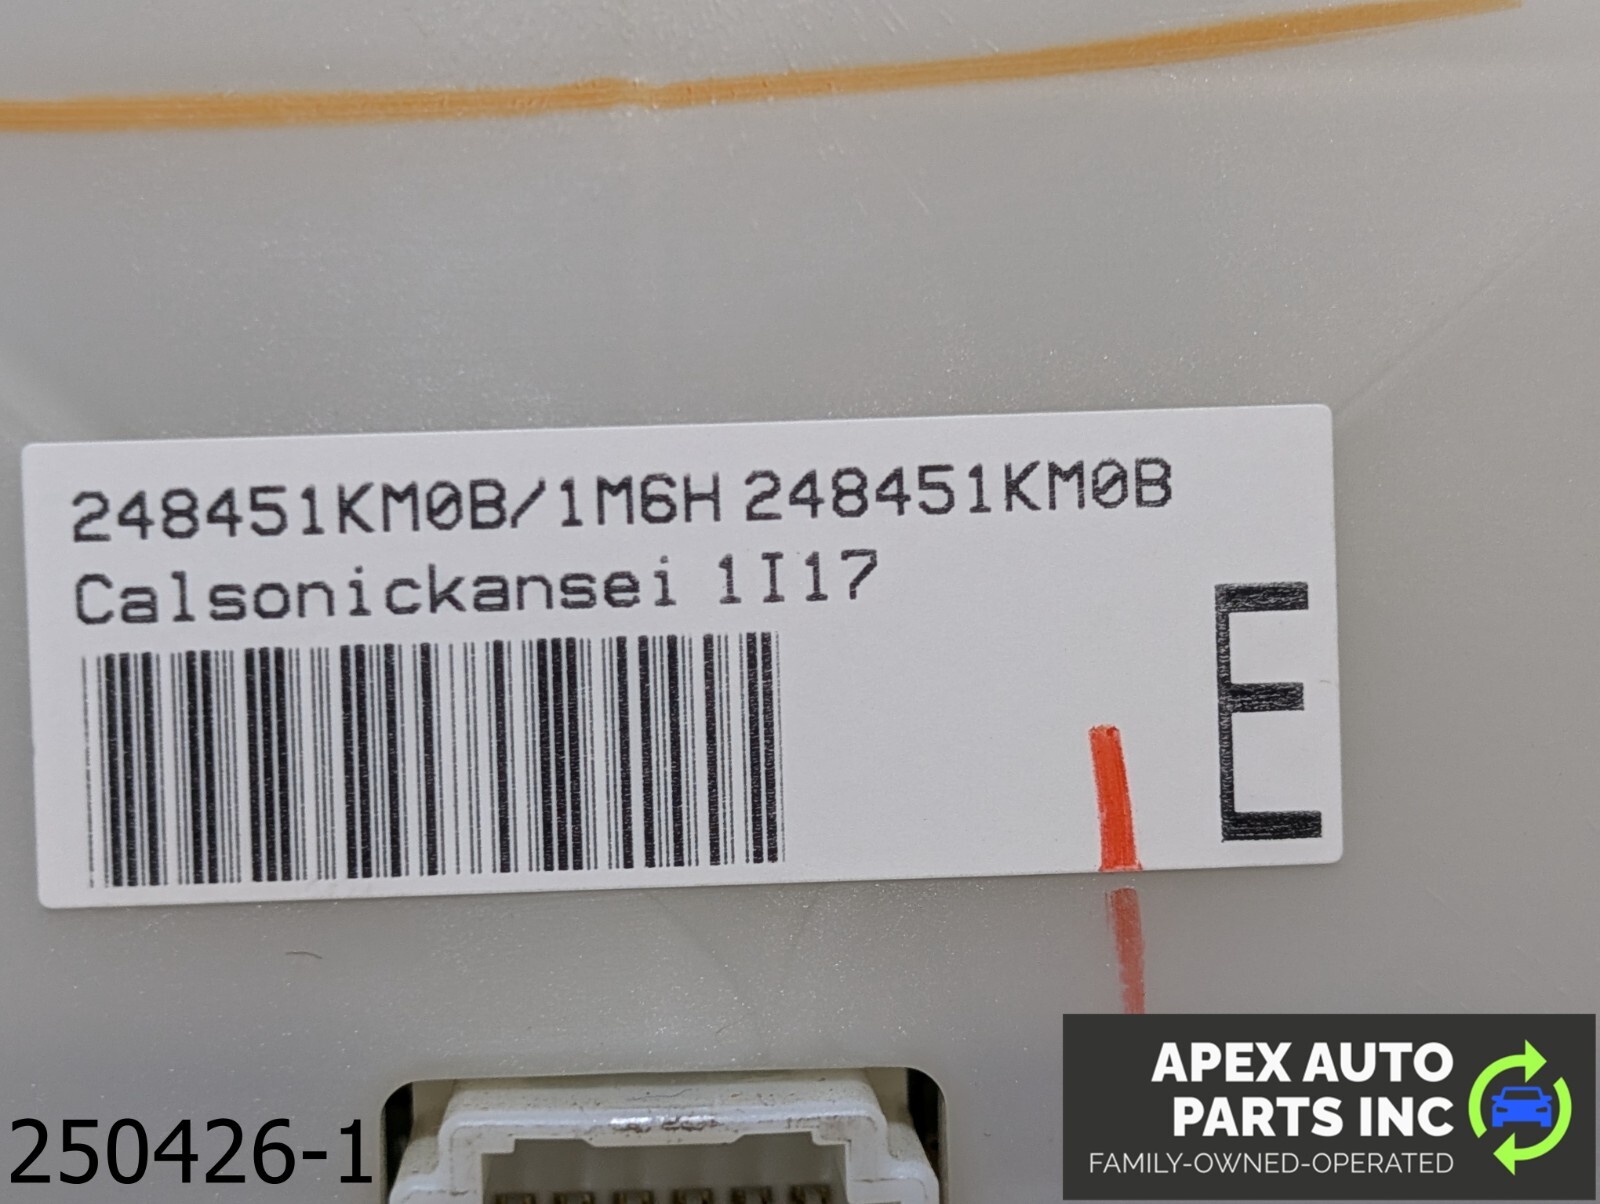 248451KM0B/1M6H 248451KM0B
Calsonickansei 1I17
E
250426-1
APEX AUTO
PARTS INC
FAMILY-OWNED-OPERATED